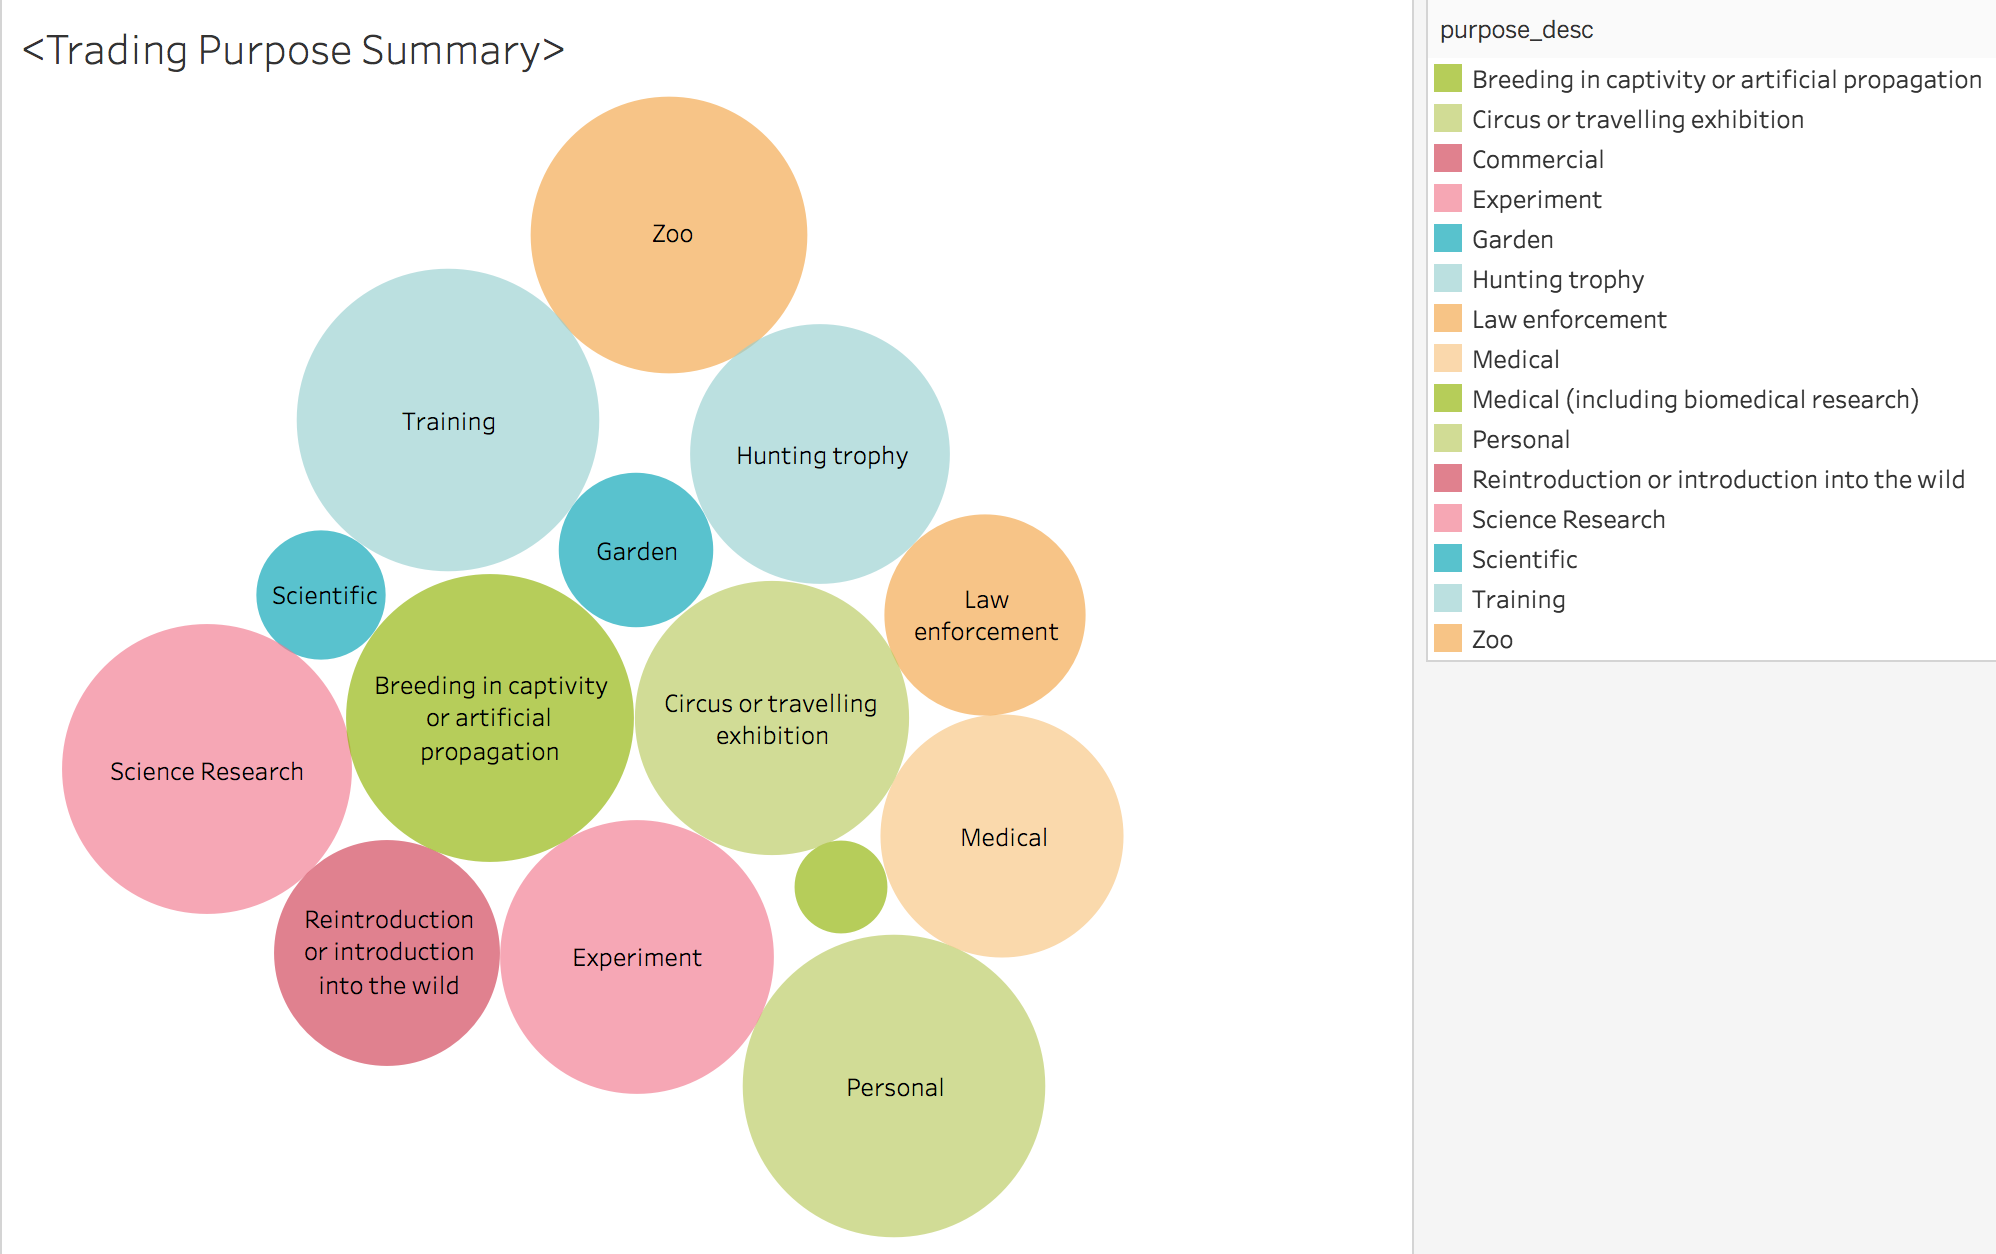 <Trading Purpose Summary>
Zoo
Training
Hunting trophy
Garden
Scientific
Law
enforcement
Breeding in captivity
or artificial
propagation
Circus or travelling
exhibition
Science Research
Medical
Reintroduction
or introduction
into the wild
Experiment
Personal
purpose_desc
Breeding in captivity or artificial propagation
Circus or travelling exhibition
Commercial
Experiment
Garden
Hunting trophy
Law enforcement
Medical
Medical (including biomedical research)
Personal
Reintroduction or introduction into the wild
Science Research
Scientific
Training
Zoo